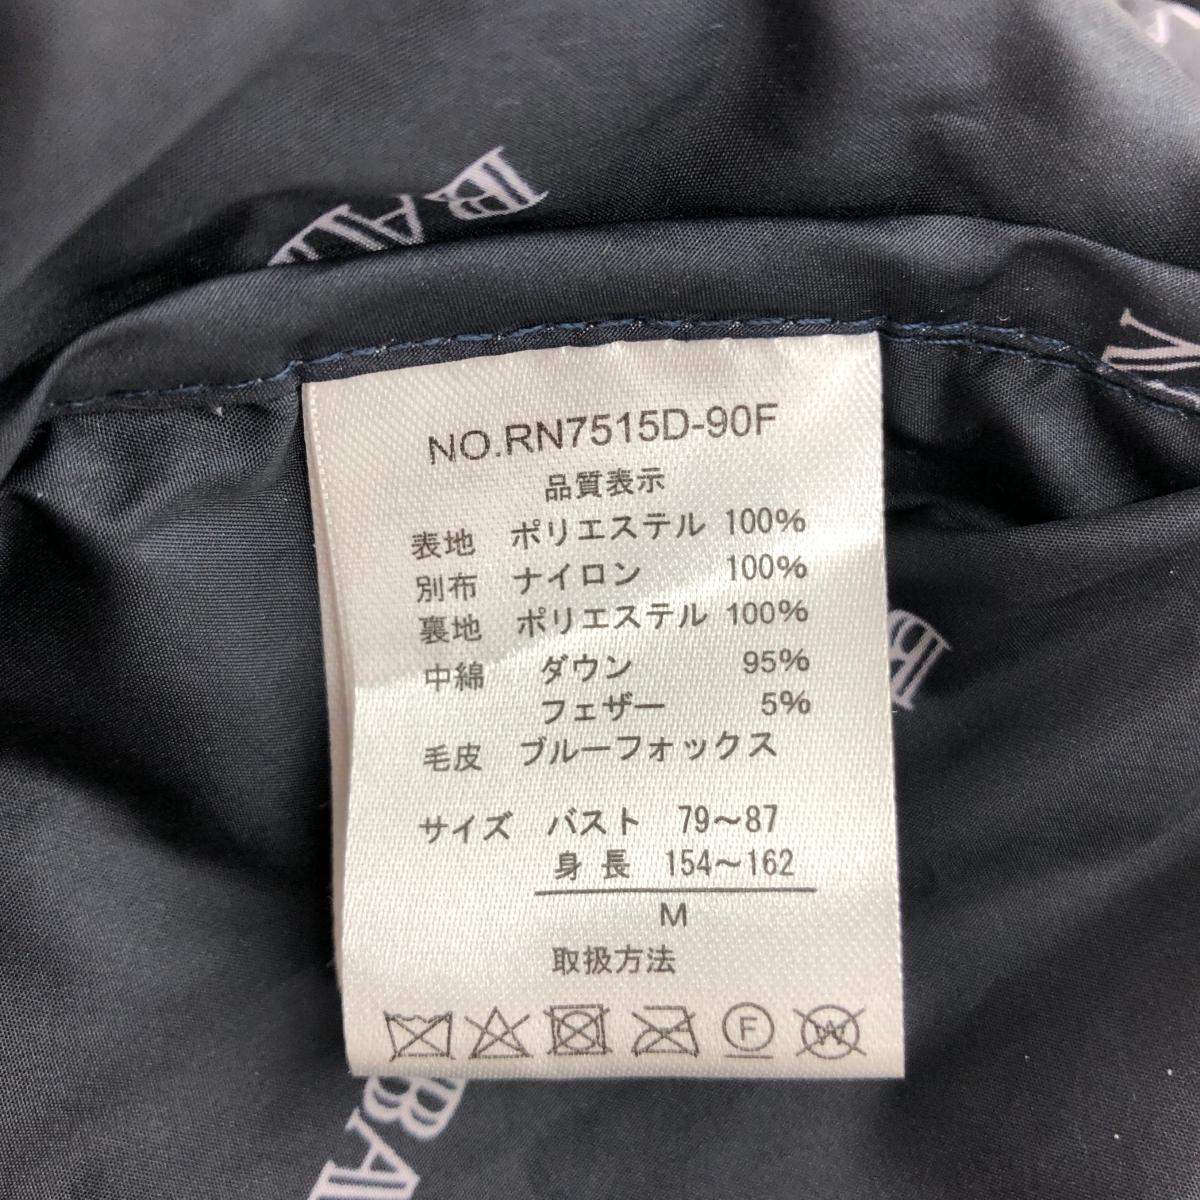 BAL
N
NO.RN7515D-90F
品質表示
表地 ポリエステル 100%
別布 ナイロン 100%
裏地 ポリエステル 100%
中綿 ダウン 95%
フェザー 5%
毛皮 ブルーフォックス
サイズ バスト 79～87
身長 154～162
M
取扱方法
F
W
B
BAL